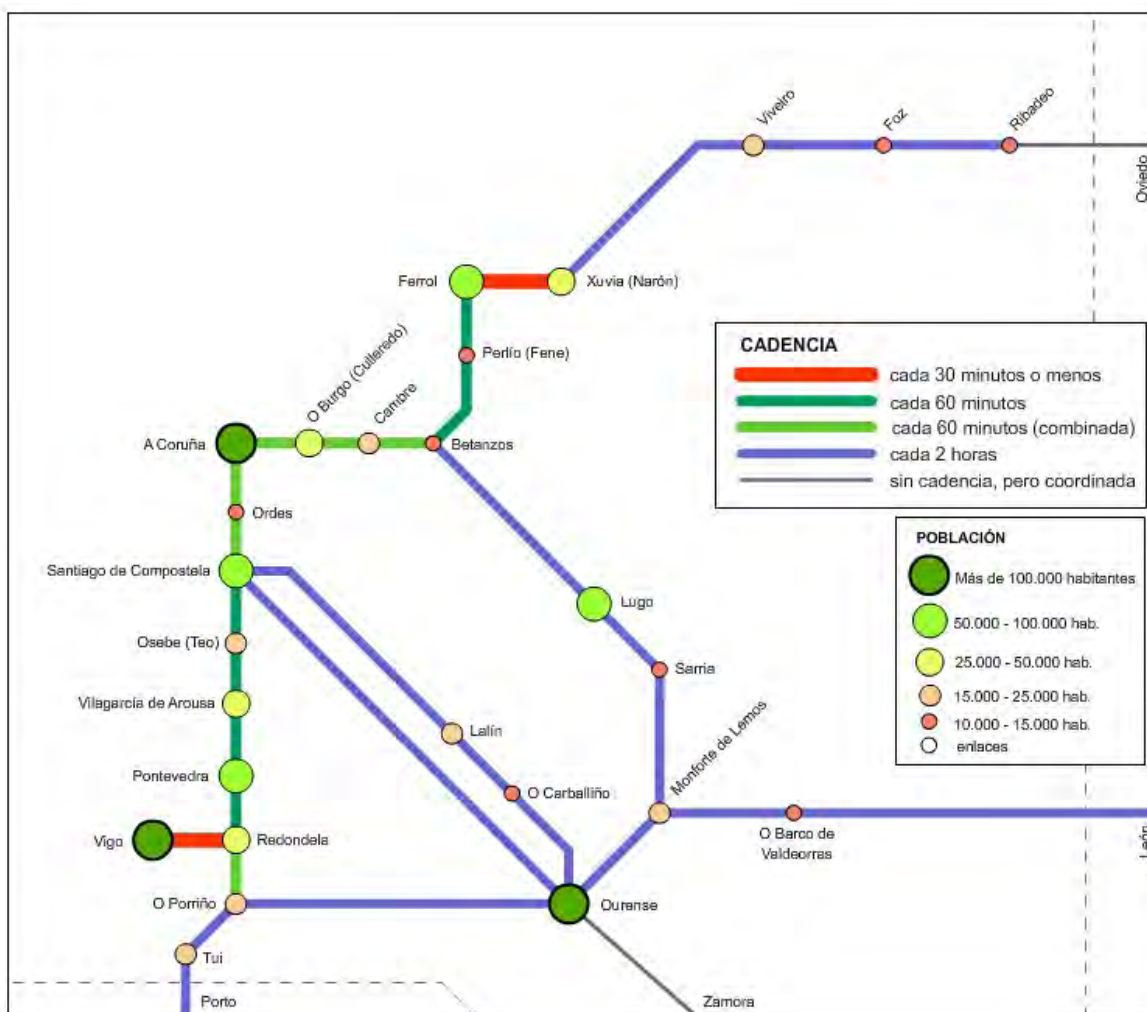 Viveiro
Foz
Ribadeo
Oviedo
Ferrol
Xuvia (Narón)
O Burgo (Culleredo)
Cambre
Perlío (Fene)
A Coruña
Betanzos
Ordes
Santiago de Compostela
Lugo
Osebe (Teo)
Sarria
Vilagarcía de Arousa
Lalín
Monforte de Lemos
Pontevedra
O Carballiño
Vigo
Redondela
O Barco de
Valdeorras
León
O Porriño
Ourense
Tui
Porto
Zamora
CADENCIA
cada 30 minutos o menos
cada 60 minutos
cada 60 minutos (combinada)
cada 2 horas
sin cadencia, pero coordinada
POBLACIÓN
Más de 100.000 habitantes
50.000 - 100.000 hab.
25.000 - 50.000 hab.
15.000 - 25.000 hab.
10.000 - 15.000 hab.
enlaces